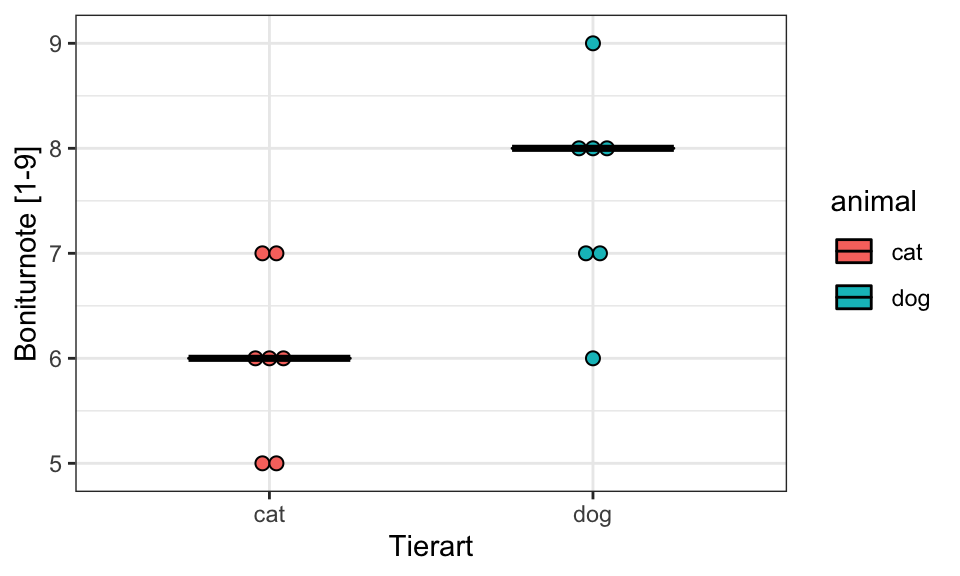 9
8
7
6
5
Boniturnote [1-9]
cat
dog
Tierart
animal
cat
dog